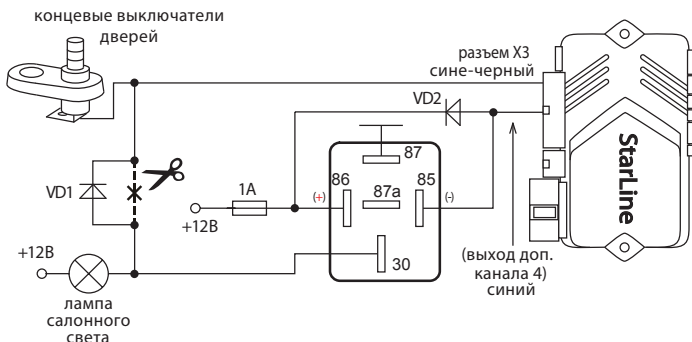 концевые выключатели
дверей
разъем X3
сине-черный
VD2
87
1A
86
87a
85
(+)
(-)
VD1
+12В
StarLine
+12В
30
(выход доп.
канала 4)
синий
лампа
салонного
света